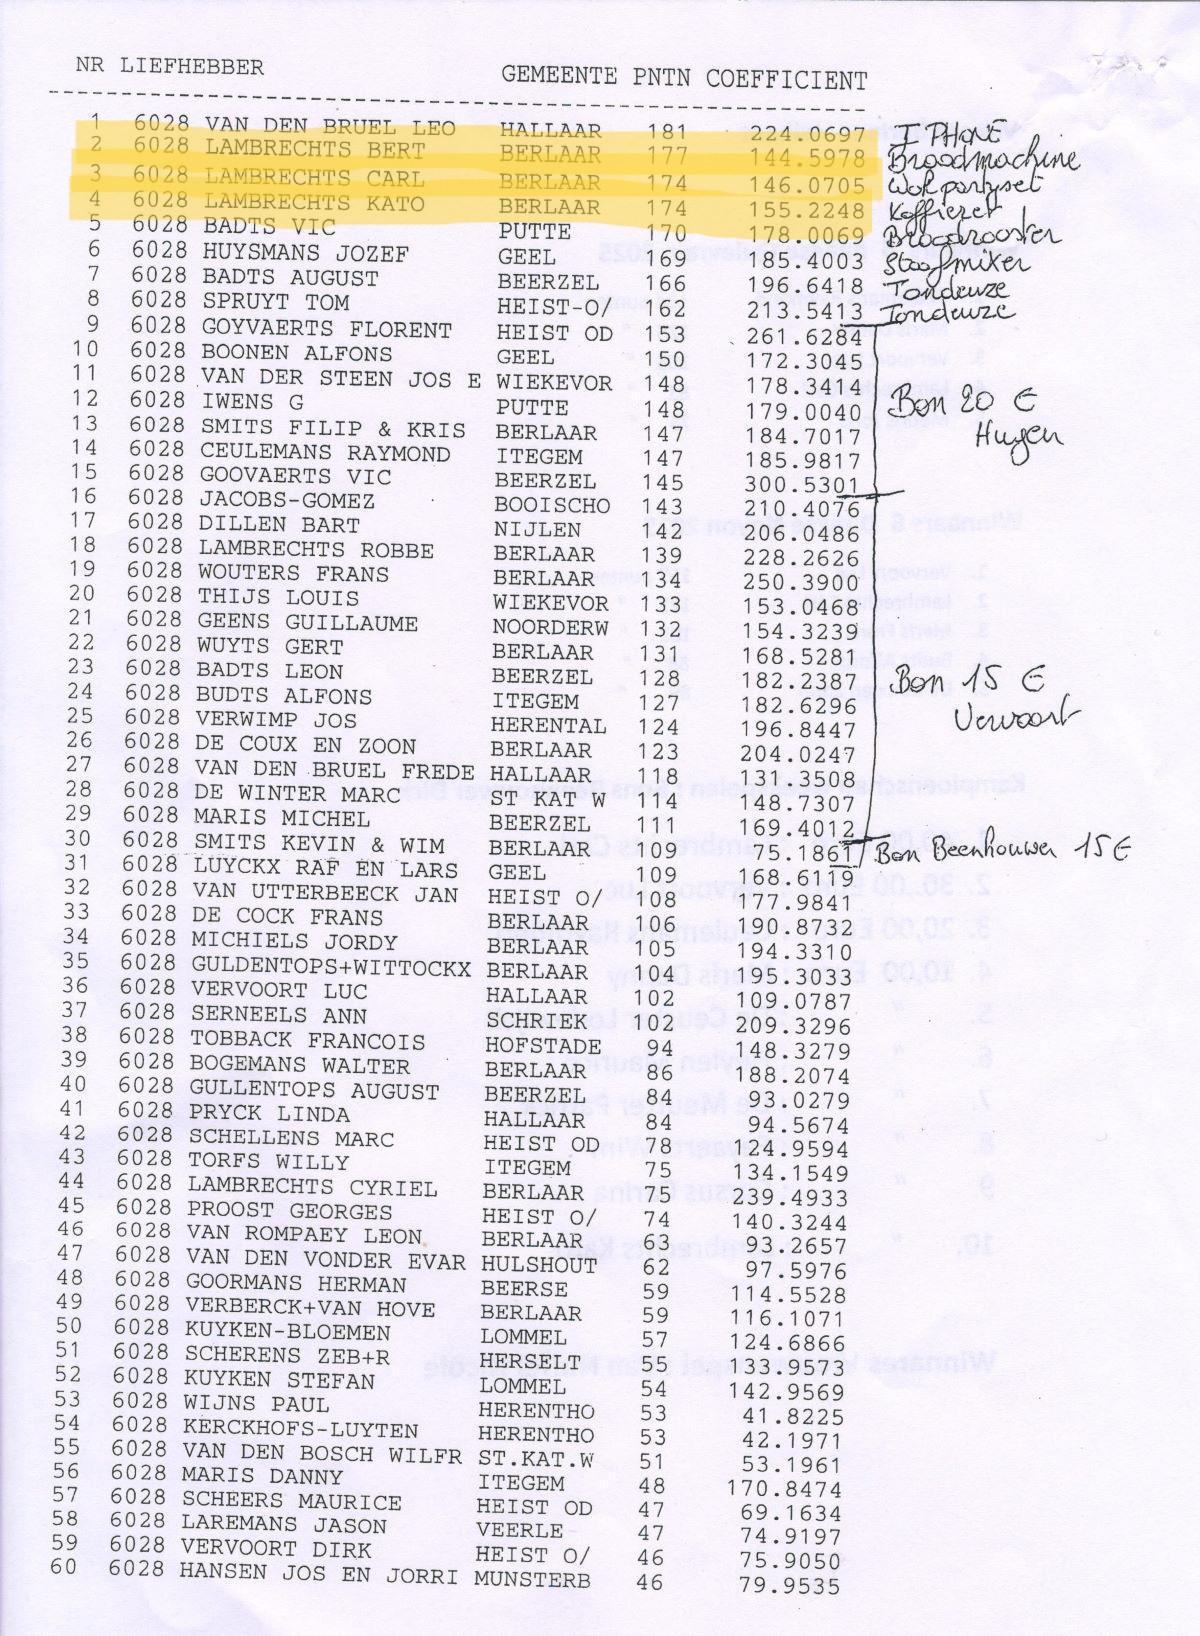 NR LIEFHEBBER GEMEENTE PNTN COEFFICIENT
1 6028 VAN DEN BRUEL LEO HALLAAR 181 224.0697 IPHONE
2 6028 LAMBRECHTS BERT BERLAAR 177 144.5978 Broodmachine
3 6028 LAMBRECHTS CARL BERLAAR 174 146.0705 Wokpartyset
4 6028 LAMBRECHTS KATO BERLAAR 174 155.2248 Koffiezet
5 6028 BADTS VIC PUTTE 170 178.0069 Broodrooster
6 6028 HUYSMANS JOZEF GEEL 169 185.4003 Staafmixer
7 6028 BADTS AUGUST BEERZEL 166 196.6418 Tondeuze
8 6028 SPRUYT TOM HEIST-O/ 162 213.5413 Tondeuze
9 6028 GOYVAERTS FLORENT HEIST OD 153 261.6284
10 6028 BOONEN ALFONS GEEL 150 172.3045
11 6028 VAN DER STEEN JOS E WIEKEVOR 148 178.3414
12 6028 IWENS G PUTTE 148 179.0040 Bon 20 €
13 6028 SMITS FILIP & KRIS BERLAAR 147 184.7017 Huygen
14 6028 CEULEMANS RAYMOND ITEGEM 147 185.9817
15 6028 GOOVAERTS VIC BEERZEL 145 300.5301
16 6028 JACOBS-GOMEZ BOOISCHO 143 210.4076
17 6028 DILLEN BART NIJLEN 142 206.0486
18 6028 LAMBRECHTS ROBBE BERLAAR 139 228.2626
19 6028 WOUTERS FRANS BERLAAR 134 250.3900
20 6028 THIJS LOUIS WIEKEVOR 133 153.0468
21 6028 GEENS GUILLAUME NOORDERW 132 154.3239
22 6028 WUYTS GERT BERLAAR 131 168.5281
23 6028 BADTS LEON BEERZEL 128 182.2387 Bon 15 €
24 6028 BUDTS ALFONS ITEGEM 127 182.6296 Vervoort
25 6028 VERWIMP JOS HERENTAL 124 196.8447
26 6028 DE COUX EN ZOON BERLAAR 123 204.0247
27 6028 VAN DEN BRUEL FREDE HALLAAR 118 131.3508
28 6028 DE WINTER MARC ST KAT W 114 148.7307
29 6028 MARIS MICHEL BEERZEL 111 169.4012
30 6028 SMITS KEVIN & WIM BERLAAR 109 75.1861 Bon Beenhouwer 15 €
31 6028 LUYCKX RAF EN LARS GEEL 109 168.6119
32 6028 VAN UTTERBEECK JAN HEIST O/ 108 177.9841
33 6028 DE COCK FRANS BERLAAR 106 190.8732
34 6028 MICHIELS JORDY BERLAAR 105 194.3310
35 6028 GULDENTOPS+WITTOCKX BERLAAR 104 195.3033
36 6028 VERVOORT LUC HALLAAR 102 109.0787
37 6028 SERNEELS ANN SCHRIEK 102 209.3296
38 6028 TOBBACK FRANCOIS HOFSTADE 94 148.3279
39 6028 BOGEMANS WALTER BERLAAR 86 188.2074
40 6028 GULLENTOPS AUGUST BEERZEL 84 93.0279
41 6028 PRYCK LINDA HALLAAR 84 94.5674
42 6028 SCHELLENS MARC HEIST OD 78 124.9594
43 6028 TORFS WILLY ITEGEM 75 134.1549
44 6028 LAMBRECHTS CYRIEL BERLAAR 75 239.4933
45 6028 PROOST GEORGES HEIST O/ 74 140.3244
46 6028 VAN ROMPAEY LEON BERLAAR 63 93.2657
47 6028 VAN DEN VONDER EVAR HULSHOUT 62 97.5976
48 6028 GOORMANS HERMAN BEERSE 59 114.5528
49 6028 VERBERCK+VAN HOVE BERLAAR 59 116.1071
50 6028 KUYKEN-BLOEMEN LOMMEL 57 124.6866
51 6028 SCHERENS ZEB+R HERSELT 55 133.9573
52 6028 KUYKEN STEFAN LOMMEL 54 142.9569
53 6028 WIJNS PAUL HERENTHO 53 41.8225
54 6028 KERCKHOFS-LUYTEN HERENTHO 53 42.1971
55 6028 VAN DEN BOSCH WILFR ST.KAT.W 51 53.1961
56 6028 MARIS DANNY ITEGEM 48 170.8474
57 6028 SCHEERS MAURICE HEIST OD 47 69.1634
58 6028 LAREMANS JASON VEERLE 47 74.9197
59 6028 VERVOORT DIRK HEIST O/ 46 75.9050
60 6028 HANSEN JOS EN JORRI MUNSTERB 46 79.9535